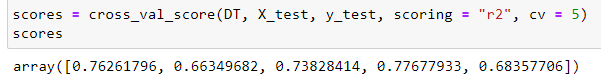 scores = cross_val_score(DT, X_test, y_test, scoring = "r2", cv = 5)
scores
array([0.76261796, 0.66349682, 0.73828414, 0.77677933, 0.68357706])